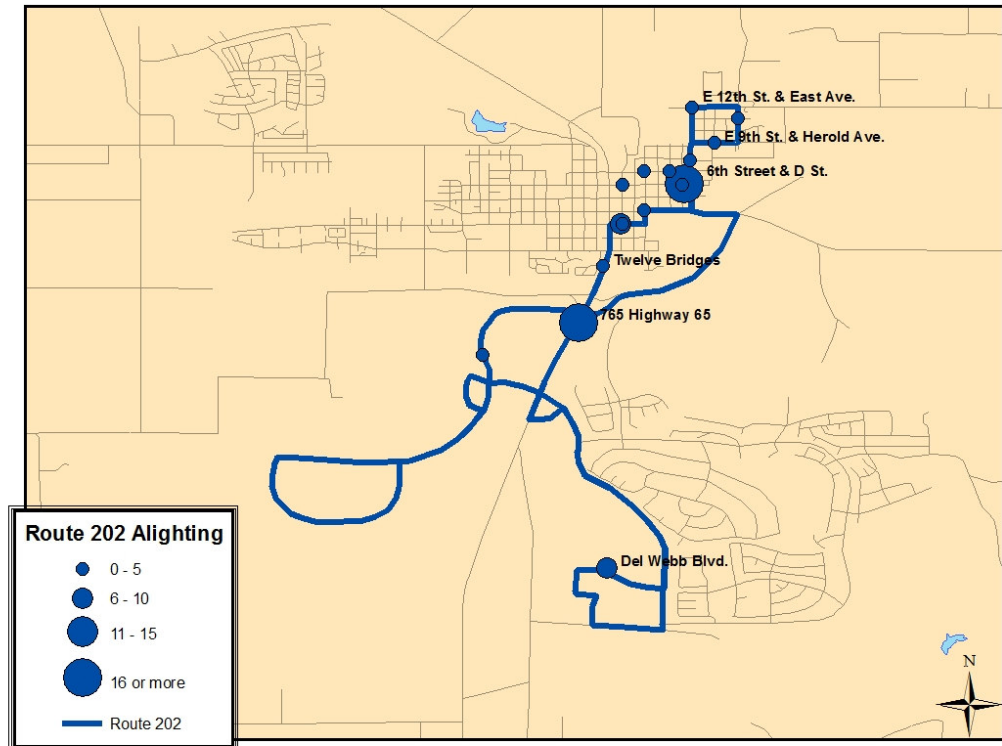 E 12th St. & East Ave.
E 9th St. & Herold Ave.
6th Street & D St.
Twelve Bridges
765 Highway 65
Del Webb Blvd.
Route 202 Alighting
0 - 5
6 - 10
11 - 15
16 or more
Route 202
N